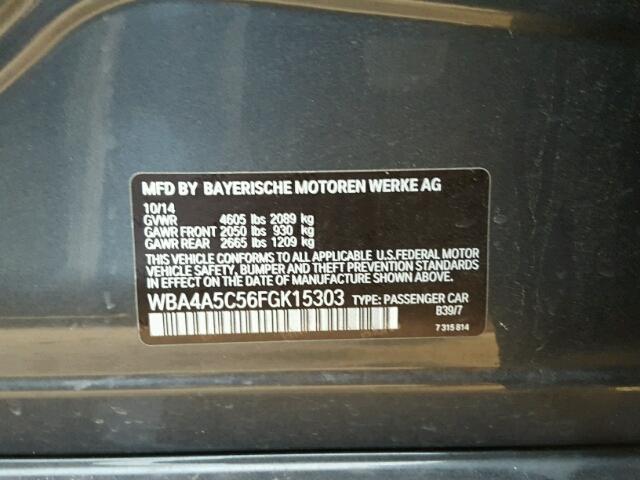 MFD BY BAYERISCHE MOTOREN WERKE AG
10/14
GVWR 4605 lbs 2089 kg
GAWR FRONT 2050 lbs 930 kg
GAWR REAR 2665 lbs 1209 kg
THIS VEHICLE CONFORMS TO ALL APPLICABLE U.S.FEDERAL MOTOR
VEHICLE SAFETY, BUMPER AND THEFT PREVENTION STANDARDS
IN EFFECT ON THE DATE OF MANUFACTURE SHOWN ABOVE.
WBA4A5C56FGK15303 TYPE: PASSENGER CAR
B39/7
7 315 814